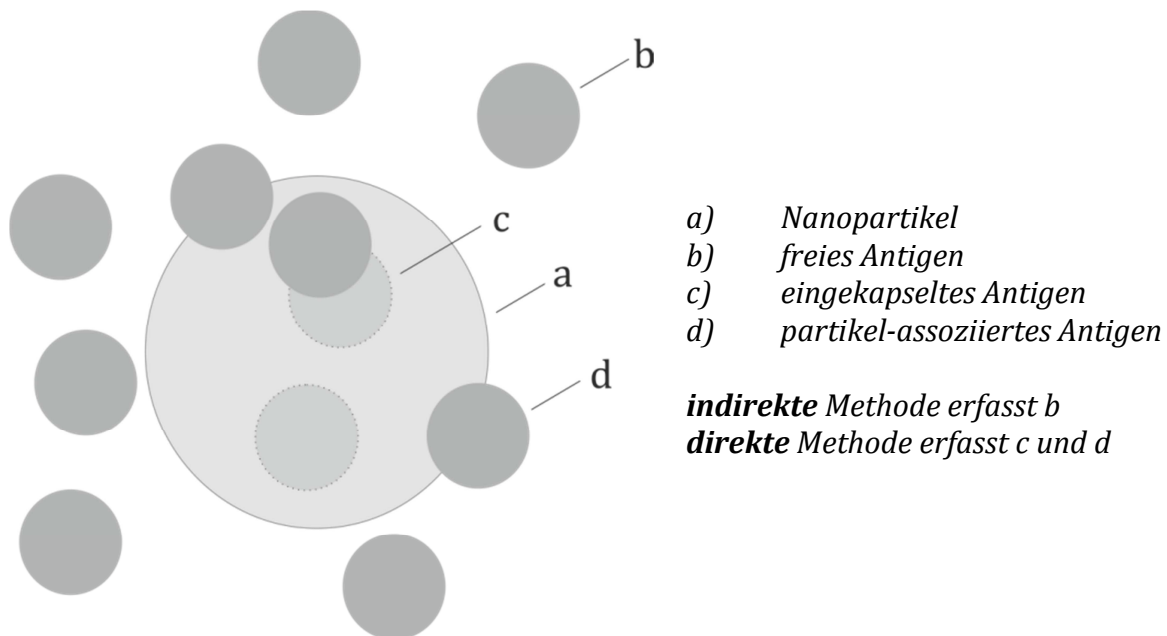 b
c
a
d
a) Nanopartikel
b) freies Antigen
c) eingekapseltes Antigen
d) partikel-assoziiertes Antigen
indirekte Methode erfasst b
direkte Methode erfasst c und d